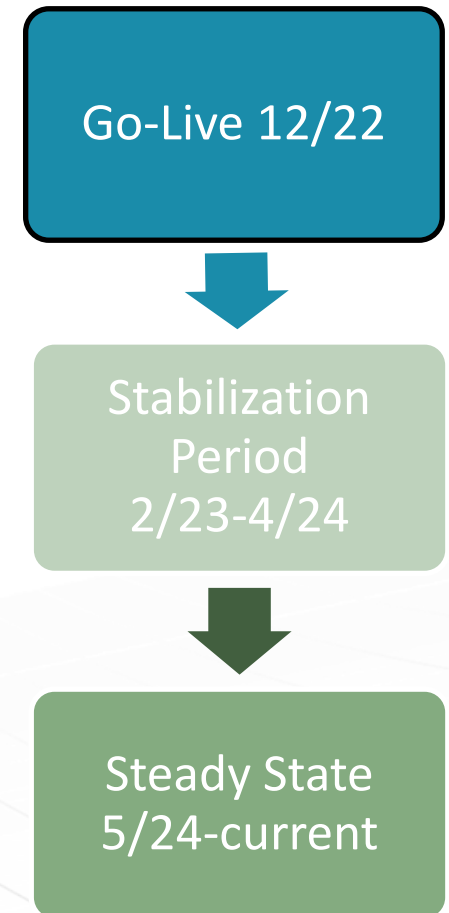 Go-Live 12/22
Stabilization
Period
2/23-4/24
Steady State
5/24-current